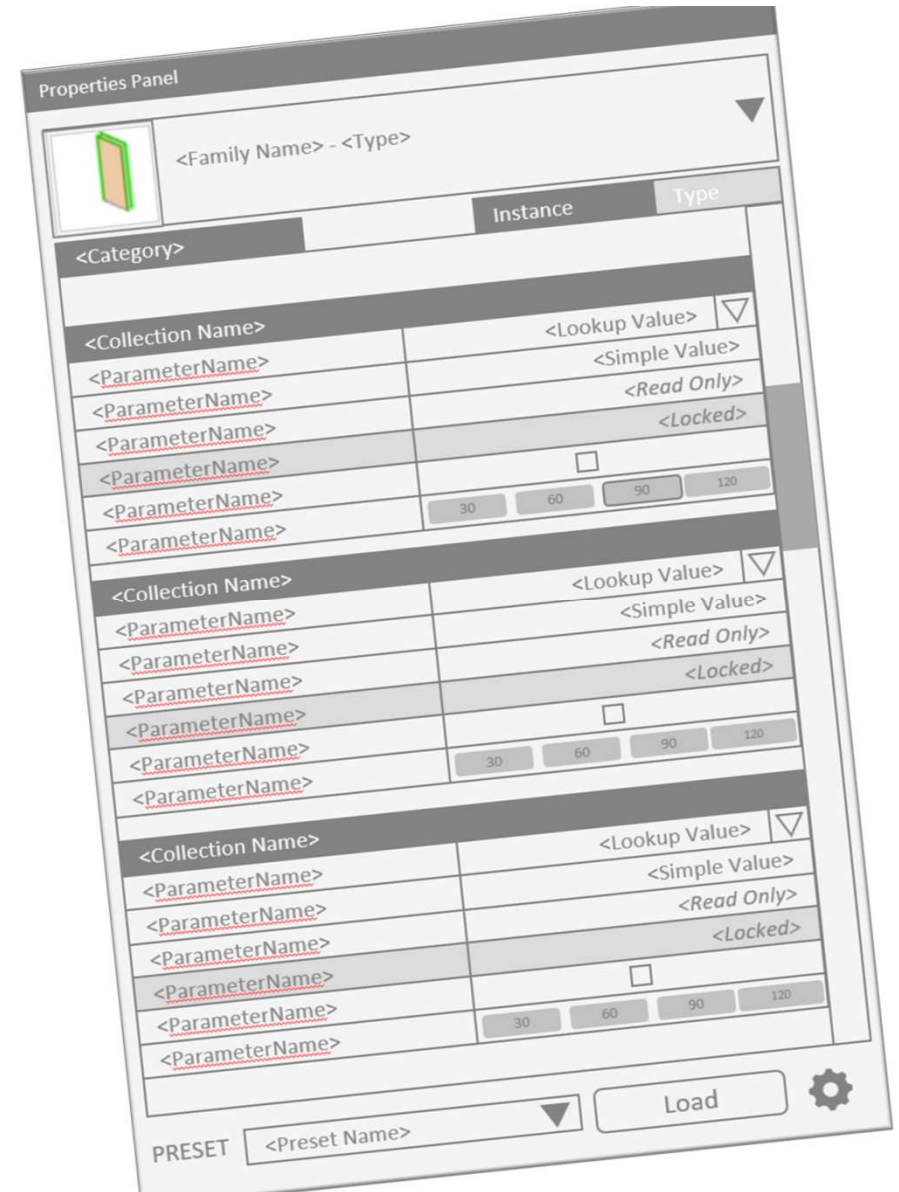 Properties Panel
<Family Name> - <Type>
Instance Type
<Category>
<Collection Name>
<ParameterName> <Lookup Value>
<ParameterName> <Simple Value>
<ParameterName> <Read Only>
<ParameterName> <Locked>
<ParameterName>
<ParameterName> 30 60 90 120
<Collection Name>
<ParameterName> <Lookup Value>
<ParameterName> <Simple Value>
<ParameterName> <Read Only>
<ParameterName> <Locked>
<ParameterName>
<ParameterName> 30 60 90 120
<Collection Name>
<ParameterName> <Lookup Value>
<ParameterName> <Simple Value>
<ParameterName> <Read Only>
<ParameterName> <Locked>
<ParameterName>
<ParameterName> 30 60 90 120
PRESET <Preset Name> Load